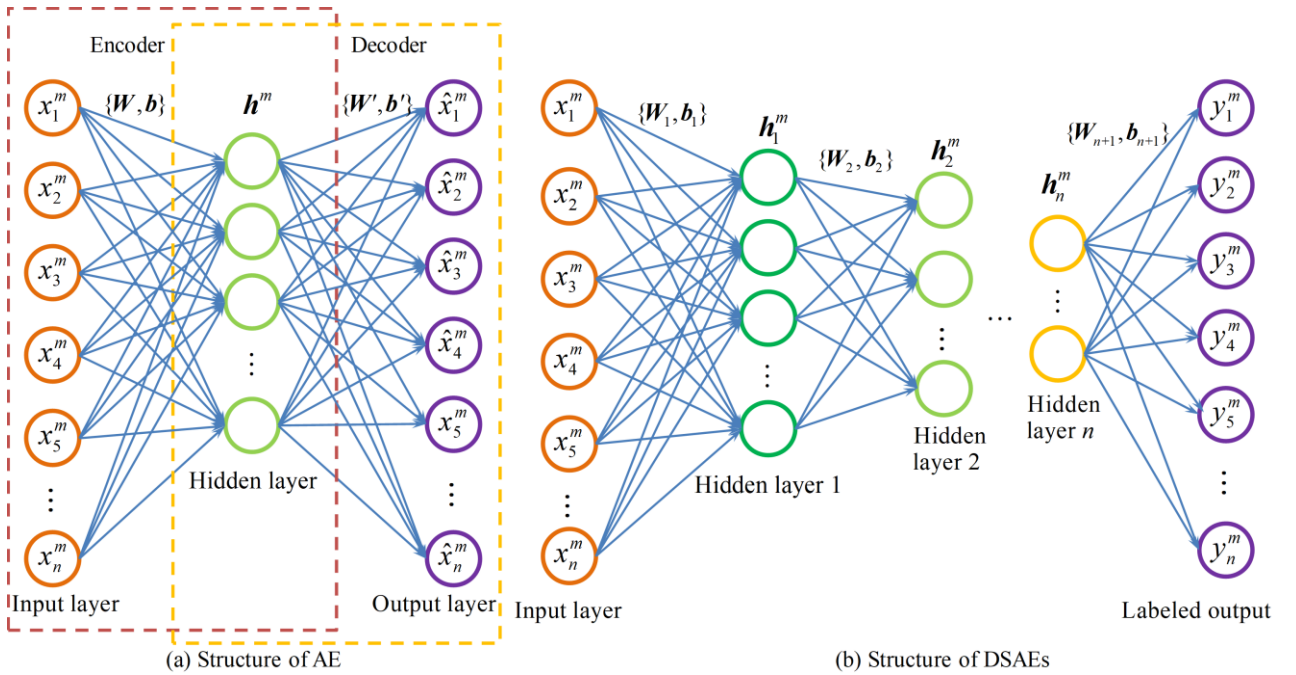 Encoder
Decoder
{W, b}
h^m
{W', b'}
x_1^m
x_2^m
x_3^m
x_4^m
x_5^m
⋮
x_n^m
⋮
x̂_1^m
x̂_2^m
x̂_3^m
x̂_4^m
x_5^m
⋮
x̂_n^m
Hidden layer
Input layer
Output layer
(a) Structure of AE
x_1^m
x_2^m
x_3^m
x_4^m
x_5^m
⋮
x_n^m
Input layer
{W_1, b_1}
h_1^m
⋮
Hidden layer 1
{W_2, b_2}
h_2^m
⋮
Hidden
layer 2
...
h_n^m
⋮
Hidden
layer n
{W_{n+1}, b_{n+1}}
y_1^m
y_2^m
y_3^m
y_4^m
y_5^m
⋮
y_n^m
Labeled output
(b) Structure of DSAEs